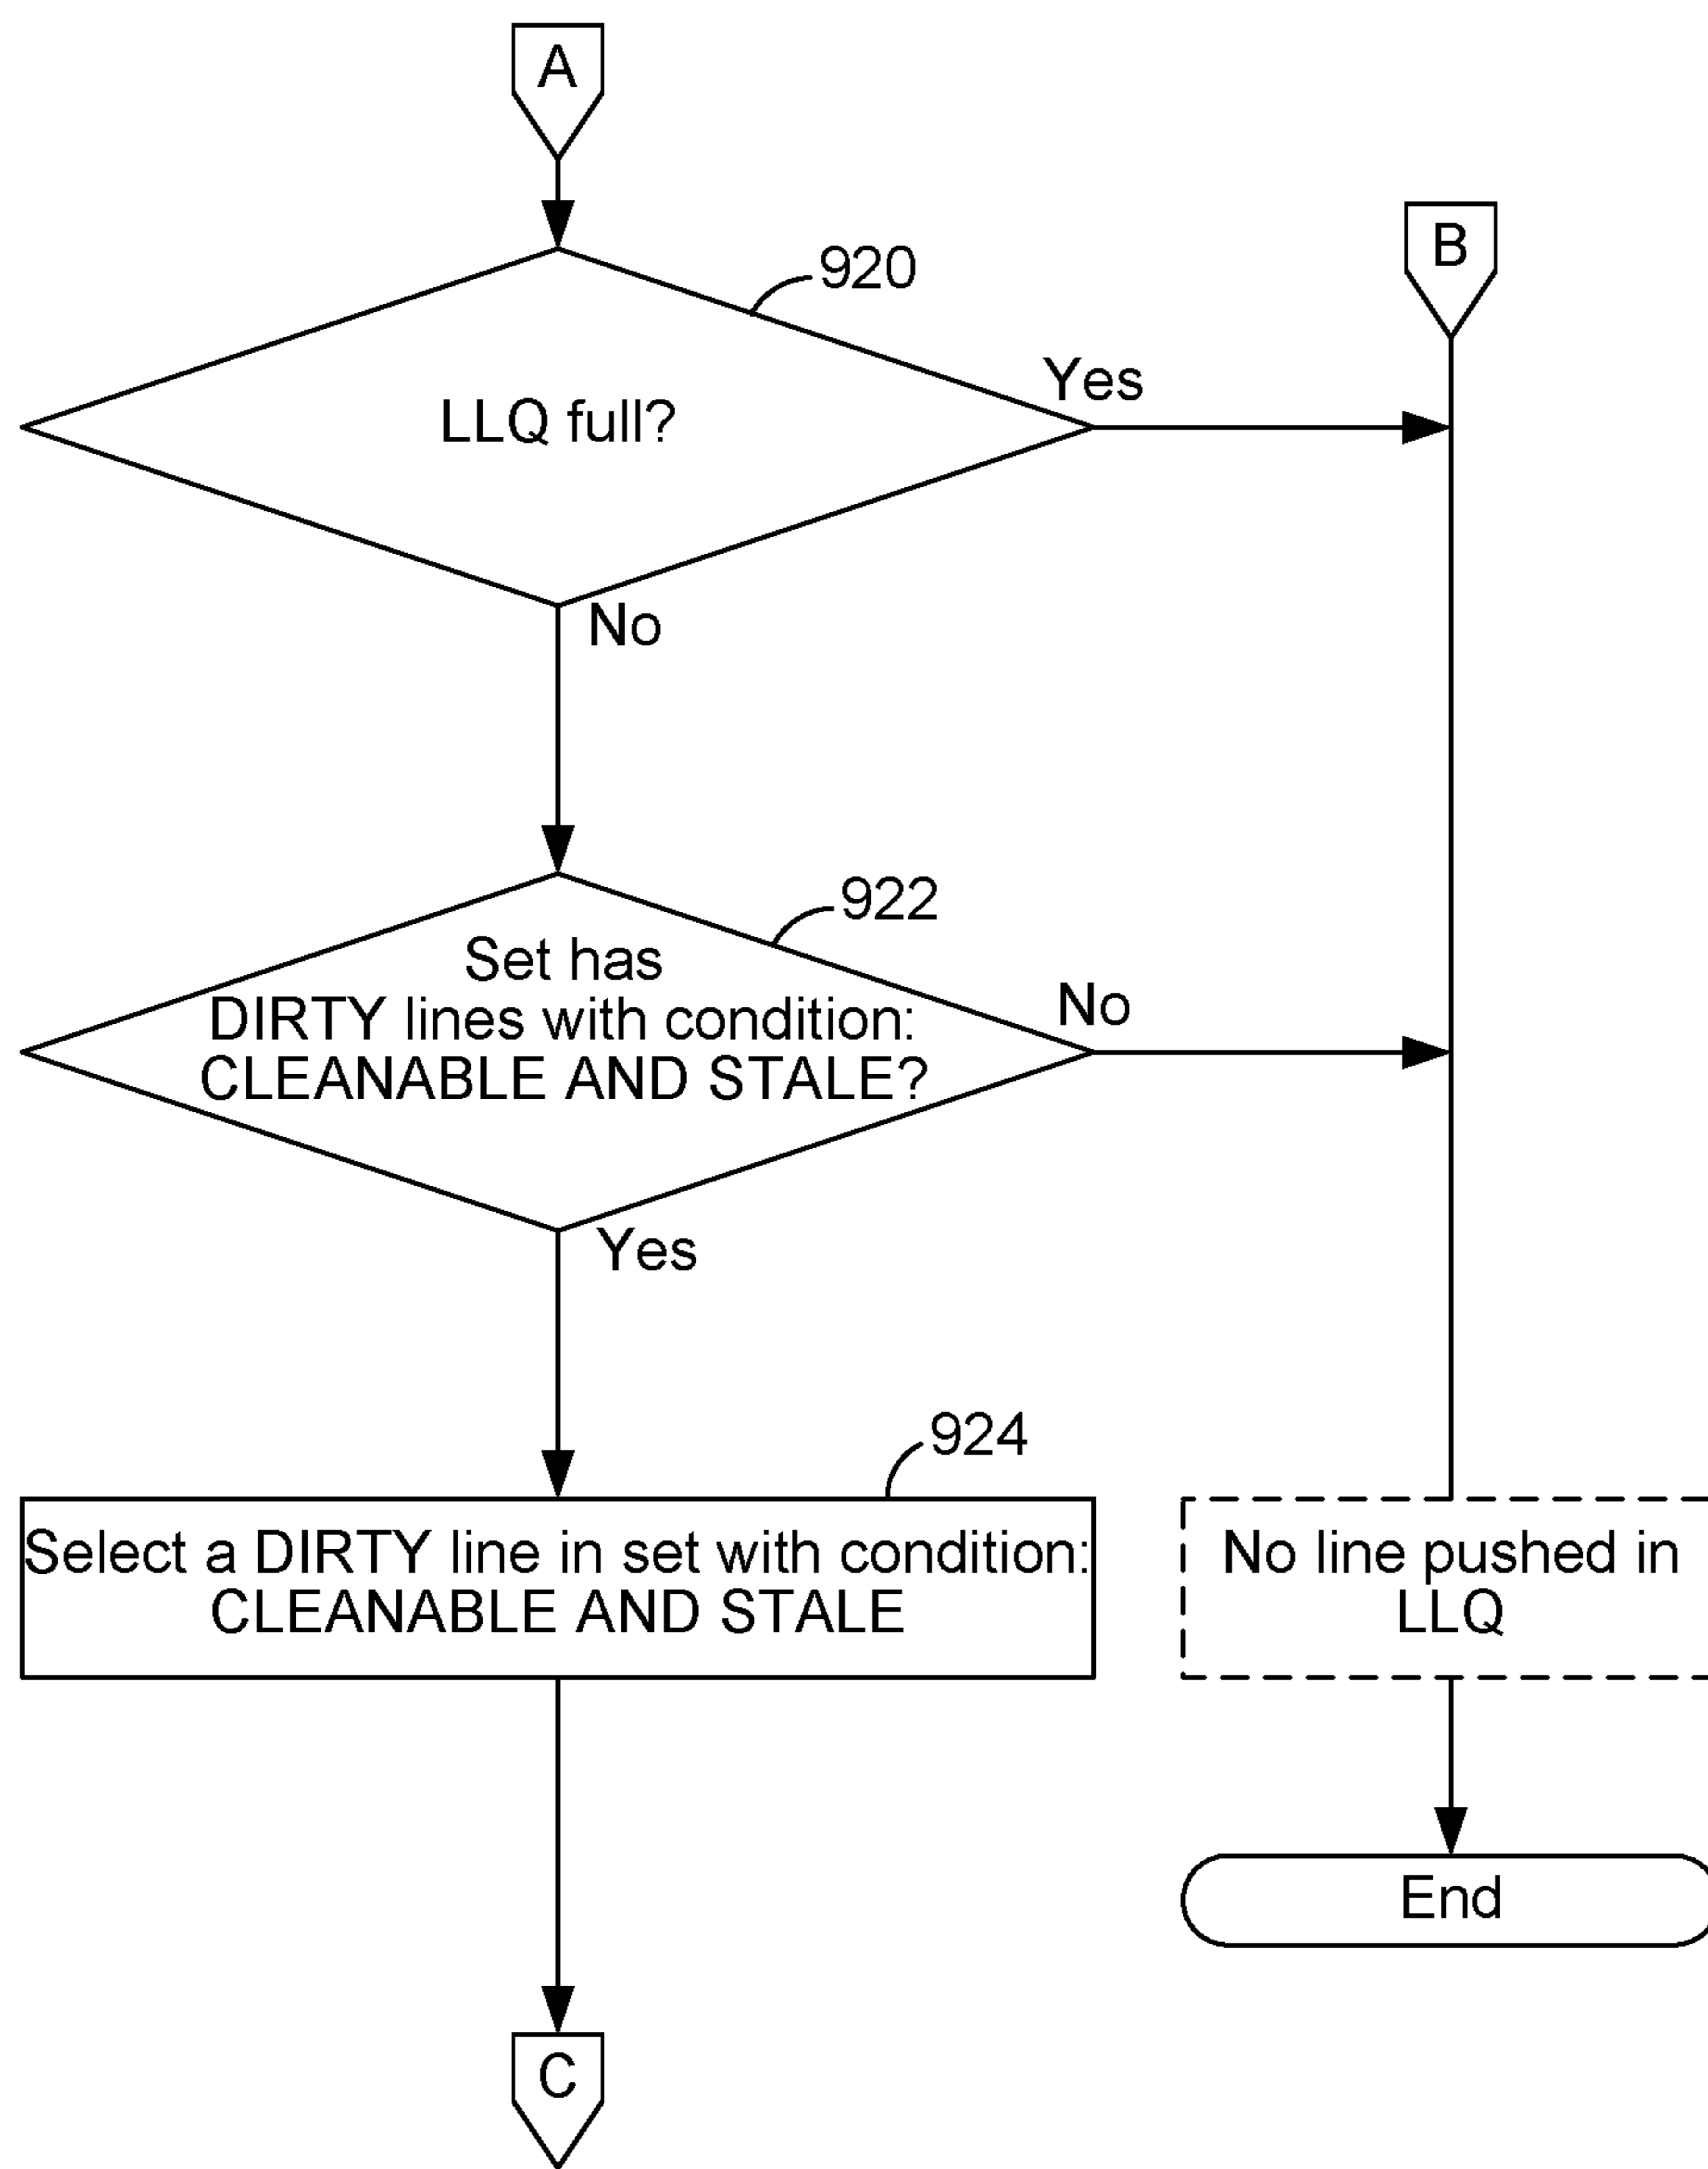 A
920
B
Yes
LLQ full?
No
922
Set has
DIRTY lines with condition:
CLEANABLE AND STALE?
No
Yes
924
Select a DIRTY line in set with condition:
CLEANABLE AND STALE
No line pushed in
LLQ
End
C